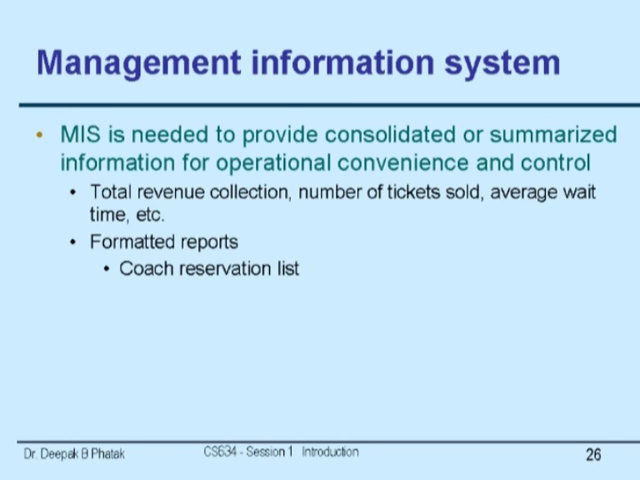 Management information system
• MIS is needed to provide consolidated or summarized
information for operational convenience and control
• Total revenue collection, number of tickets sold, average wait
time, etc.
• Formatted reports
• Coach reservation list
Dr. Deepak B Phatak CS634 - Session 1 Introduction 26